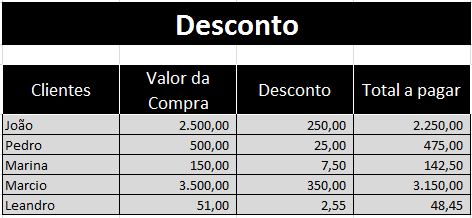 Desconto
Clientes Valor da Compra Desconto Total a pagar
João 2.500,00 250,00 2.250,00
Pedro 500,00 25,00 475,00
Marina 150,00 7,50 142,50
Marcio 3.500,00 350,00 3.150,00
Leandro 51,00 2,55 48,45